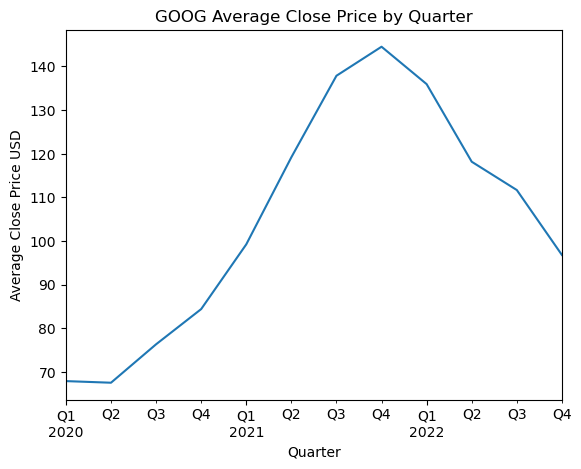 GOOG Average Close Price by Quarter
Average Close Price USD
140
130
120
110
100
90
80
70
Q1 Q2 Q3 Q4 Q1 Q2 Q3 Q4 Q1 Q2 Q3 Q4
2020 2021 2022
Quarter